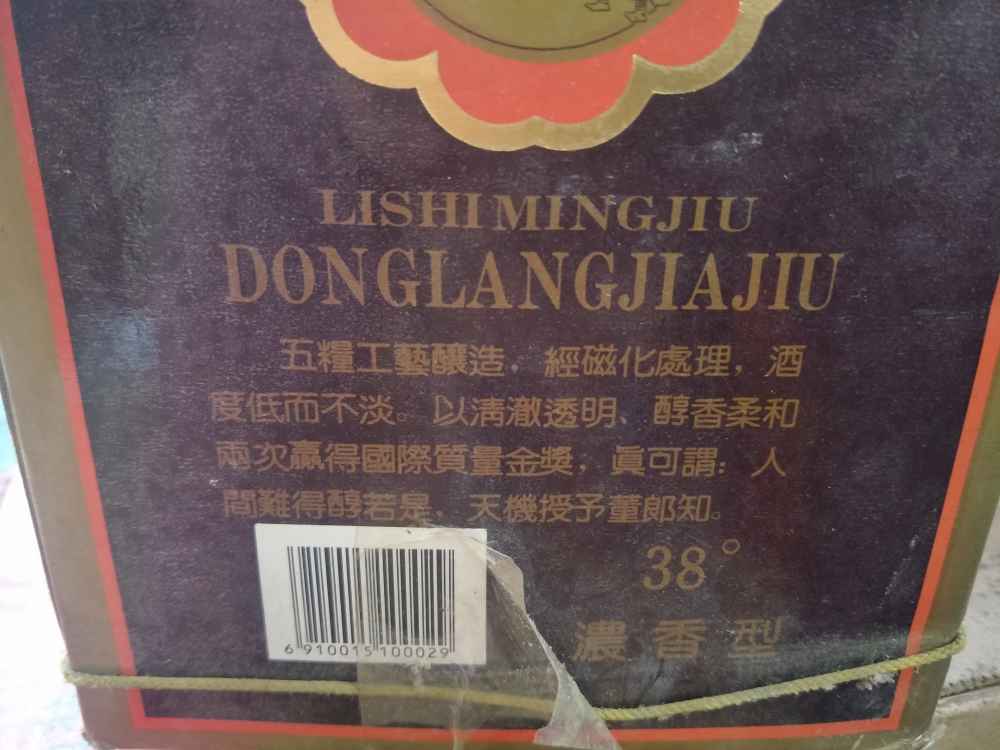 LISHI MINGJIU
DONGLANGJIAJIU
五糧工藝釀造，經磁化處理，酒
度低而不淡。以清澈透明、醇香柔和
兩次贏得國際質量金獎，眞可謂：人
間難得醇若是，天機授予董郎知。
38°
濃香型
6 910015 100029